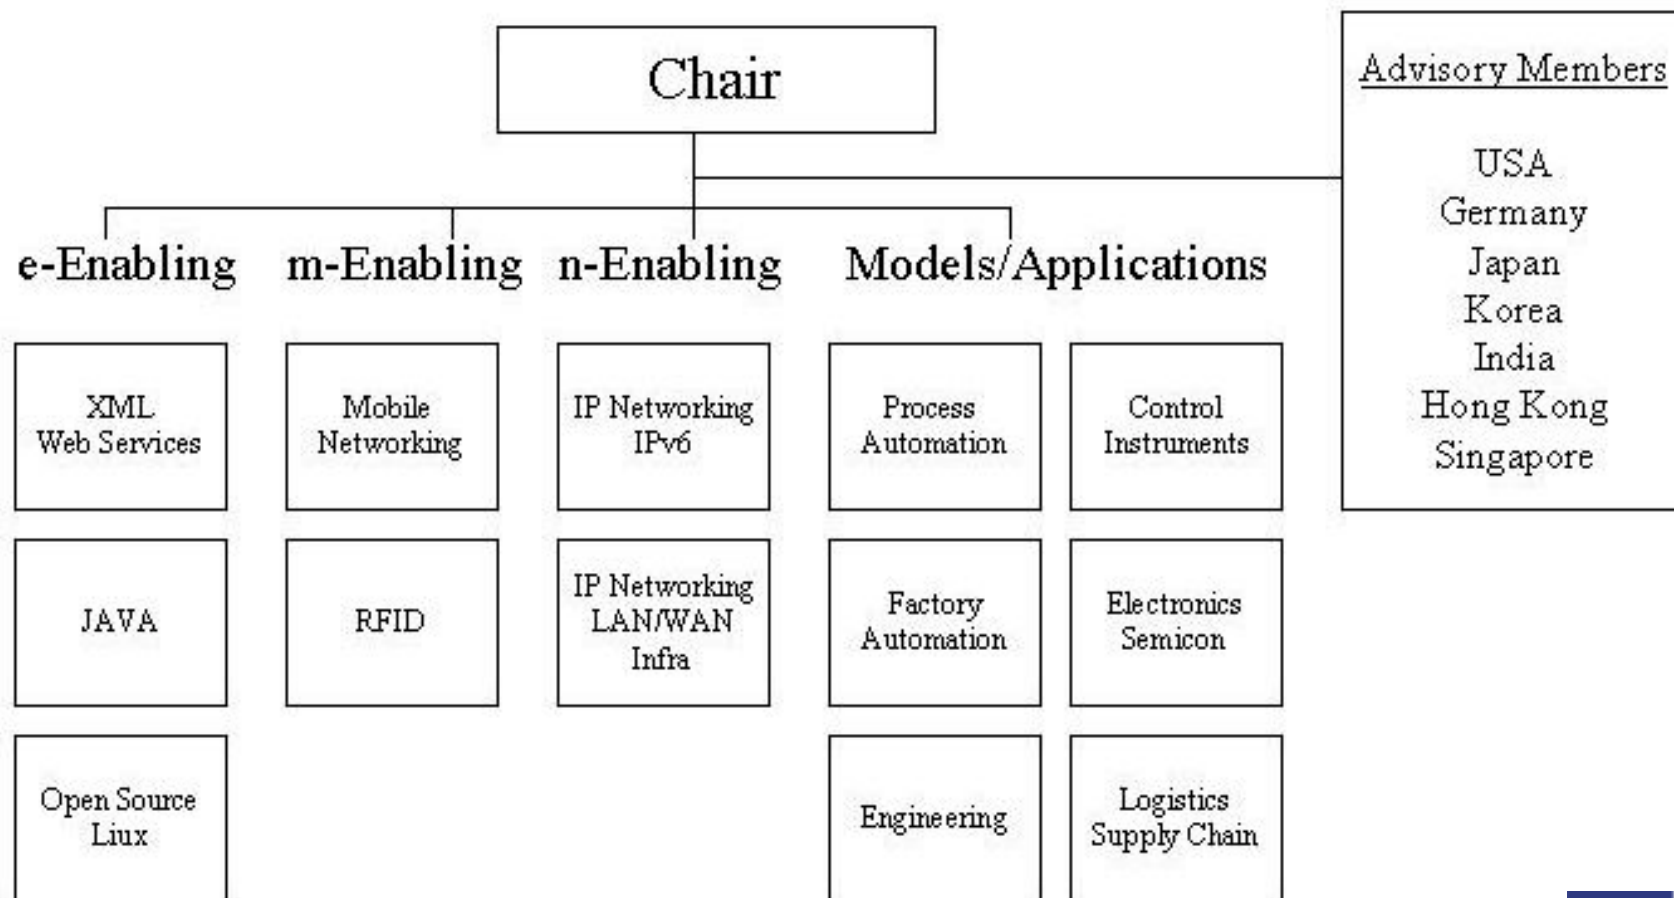 Chair
Advisory Members
USA
Germany
Japan
Korea
India
Hong Kong
Singapore
e-Enabling
m-Enabling
n-Enabling
Models/Applications
XML
Web Services
Mobile
Networking
IP Networking
IPv6
Process
Automation
Control
Instruments
JAVA
RFID
IP Networking
LAN/WAN
Infra
Factory
Automation
Electronics
Semicon
Open Source
Liux
Engineering
Logistics
Supply Chain